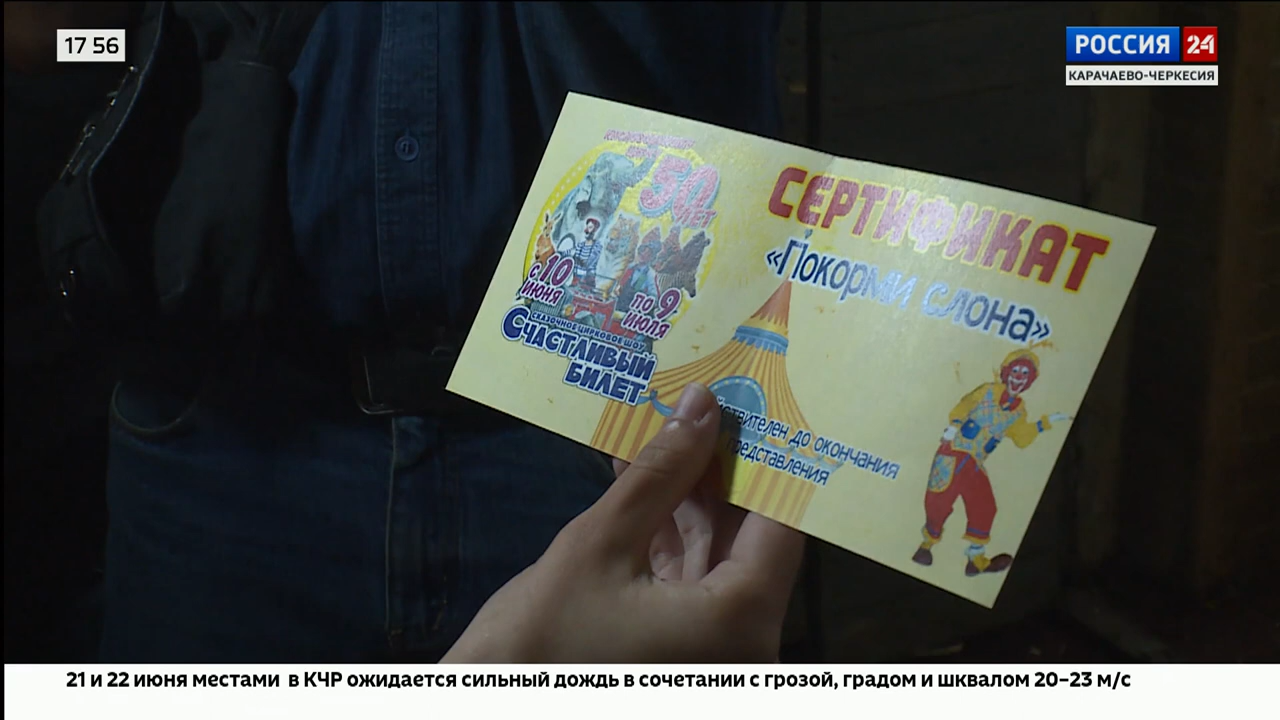 17 56
РОССИЯ 24
КАРАЧАЕВО-ЧЕРКЕСИЯ
50 ЛЕТ
С 10 ИЮНЯ
ПО 9 ИЮЛЯ
СКАЗОЧНОЕ ЦИРКОВОЕ ШОУ
СЧАСТЛИВЫЙ
БИЛЕТ
СЕРТИФИКАТ
«Покорми слона»
до окончания
представления
21 и 22 июня местами в КЧР ожидается сильный дождь в сочетании с грозой, градом и шквалом 20-23 м/с